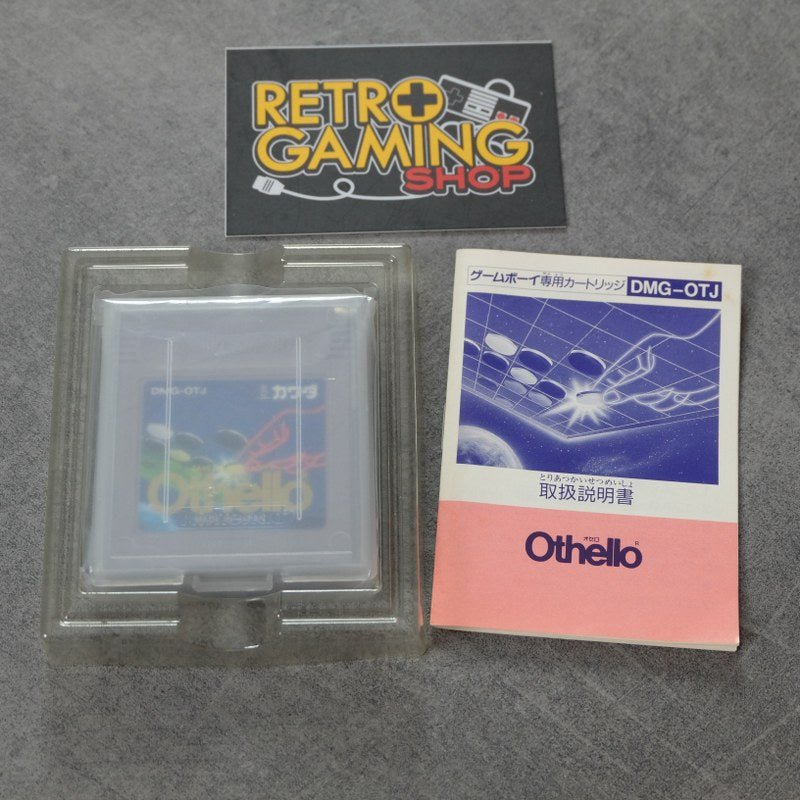 RETRO
GAMING
SHOP
DMG-OTJ
カワダ
Othello
ゲームボーイ専用カートリッジ DMG-OTJ
とりあつかいせつめいしょ
取扱説明書
オセロ
Othello
R